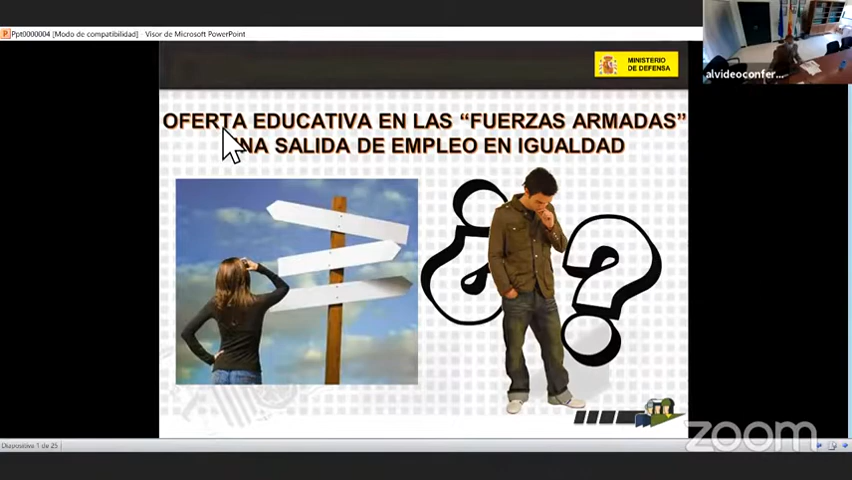 Ppt0000004 [Modo de compatibilidad] - Visor de Microsoft PowerPoint
alvideoconfer...
MINISTERIO
DE DEFENSA
OFERTA EDUCATIVA EN LAS “FUERZAS ARMADAS”
NA SALIDA DE EMPLEO EN IGUALDAD
¿ ?
zoom
Diapositiva 1 de 25